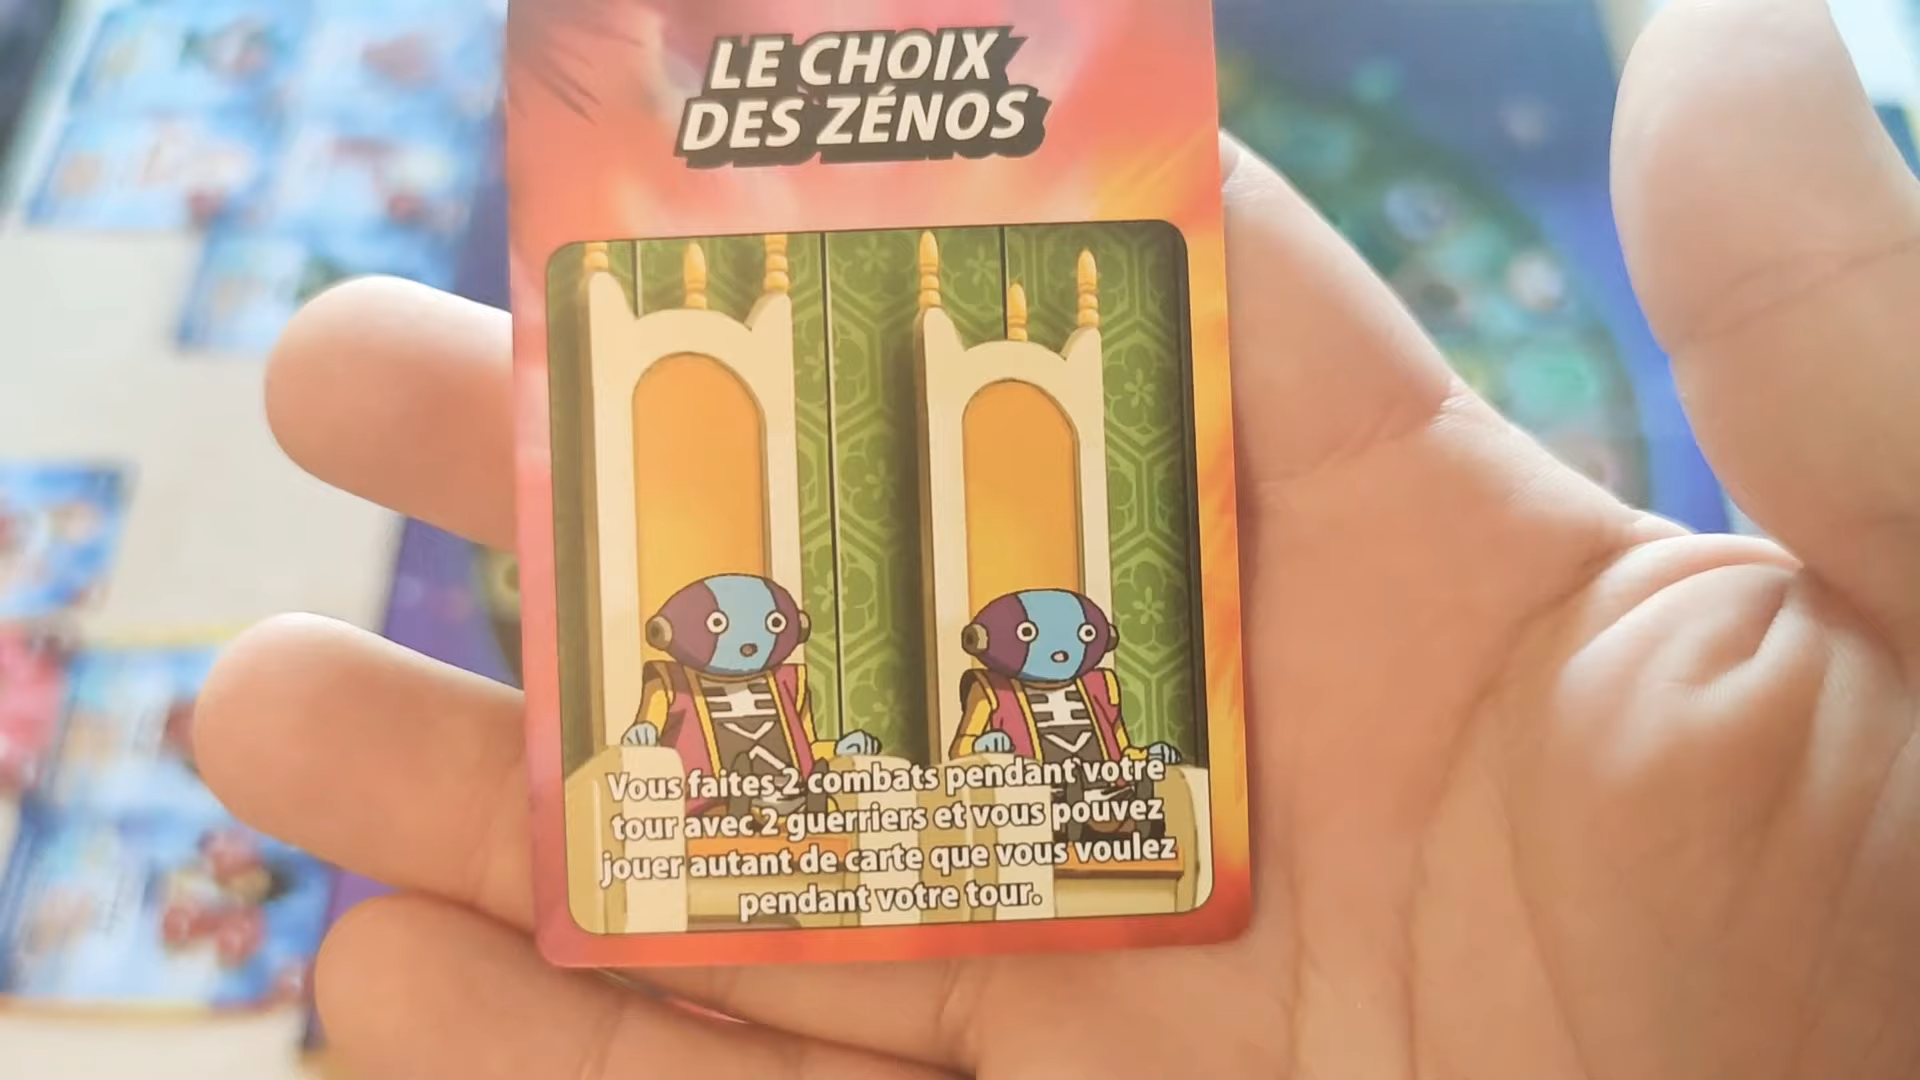 LE CHOIX
DES ZÉNOS
Vous faites 2 combats pendant votre
tour avec 2 guerriers et vous pouvez
jouer autant de carte que vous voulez
pendant votre tour.